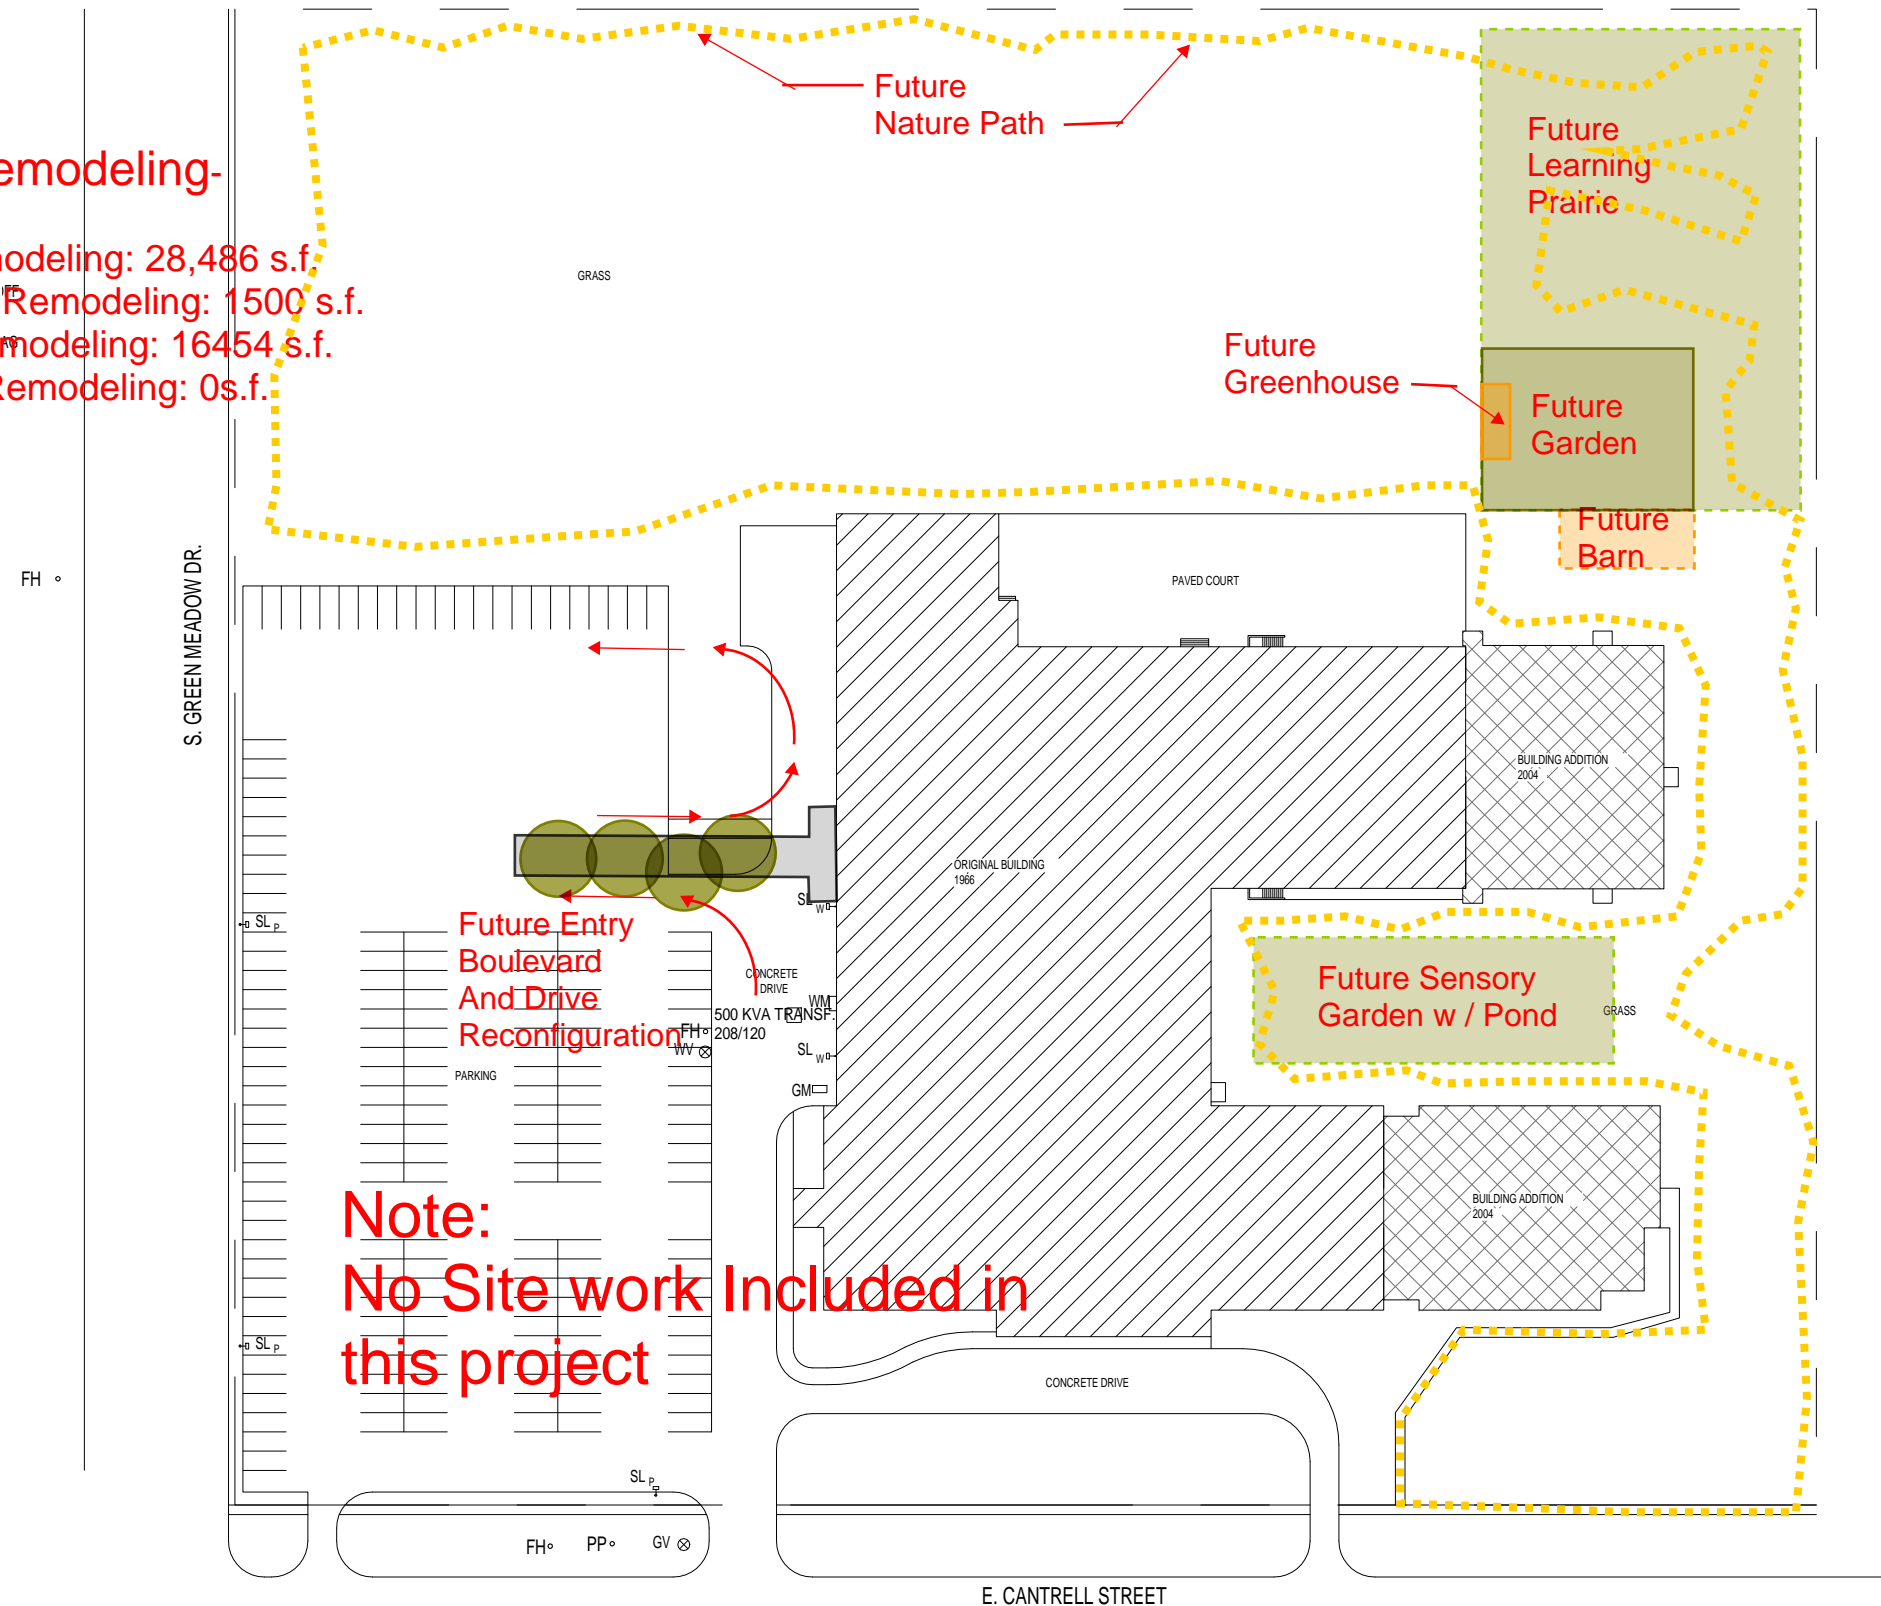 Future
Nature Path
Future
Learning
Prairie
emodeling-
nodeling: 28,486 s.f.
Remodeling: 1500 s.f.
modeling: 16454 s.f.
Remodeling: 0s.f.
GRASS
Future
Greenhouse
Future
Garden
Future
Barn
FH
S. GREEN MEADOW DR.
PAVED COURT
BUILDING ADDITION
2004
ORIGINAL BUILDING
1966
SL W
SL P
Future Entry
Boulevard
And Drive
Reconfiguration
CONCRETE
DRIVE
WM
500 KVA TRANSF.
208/120
FH
WV
SL W
GM
PARKING
Future Sensory
Garden w / Pond
GRASS
BUILDING ADDITION
2004
Note:
No Site work Included in
this project
SL P
CONCRETE DRIVE
SL P
FH
PP
GV
E. CANTRELL STREET